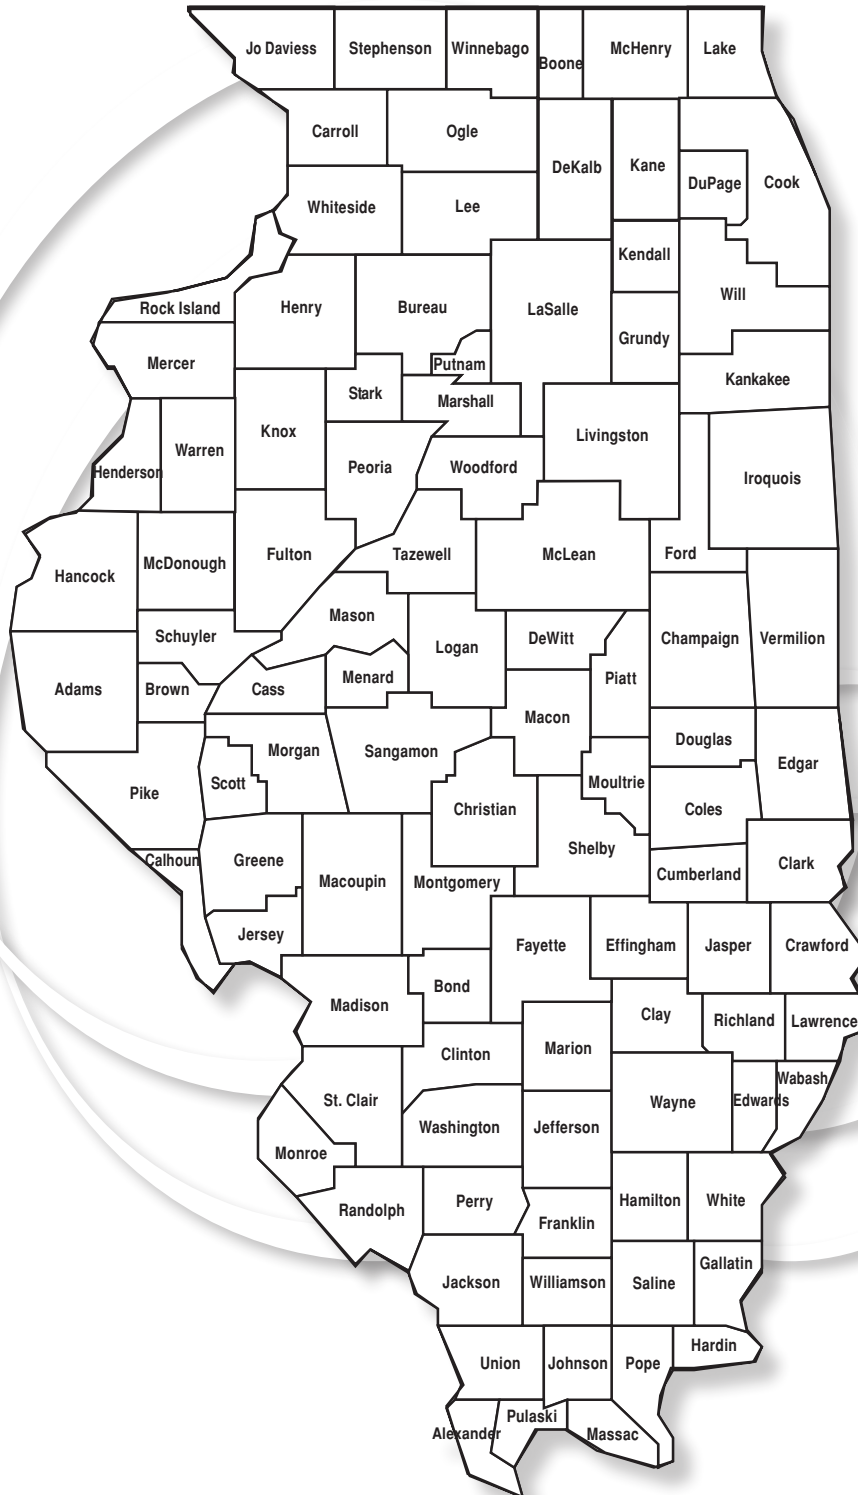 Jo Daviess
Stephenson
Winnebago
Boone
McHenry
Lake
Carroll
Ogle
DeKalb
Kane
DuPage
Cook
Whiteside
Lee
Kendall
Rock Island
Henry
Bureau
LaSalle
Will
Grundy
Mercer
Putnam
Kankakee
Stark
Marshall
Knox
Livingston
Warren
Henderson
Peoria
Woodford
Iroquois
Hancock
McDonough
Fulton
Tazewell
McLean
Ford
Mason
Schuyler
Logan
DeWitt
Champaign
Vermilion
Adams
Brown
Cass
Menard
Piatt
Macon
Morgan
Sangamon
Douglas
Edgar
Pike
Scott
Christian
Moultrie
Coles
Calhoun
Greene
Macoupin
Montgomery
Shelby
Cumberland
Clark
Jersey
Fayette
Effingham
Jasper
Crawford
Madison
Bond
Clay
Richland
Lawrence
Clinton
Marion
St. Clair
Washington
Jefferson
Wayne
Edwards
Wabash
Monroe
Randolph
Perry
Franklin
Hamilton
White
Jackson
Williamson
Saline
Gallatin
Union
Johnson
Pope
Hardin
Alexander
Pulaski
Massac